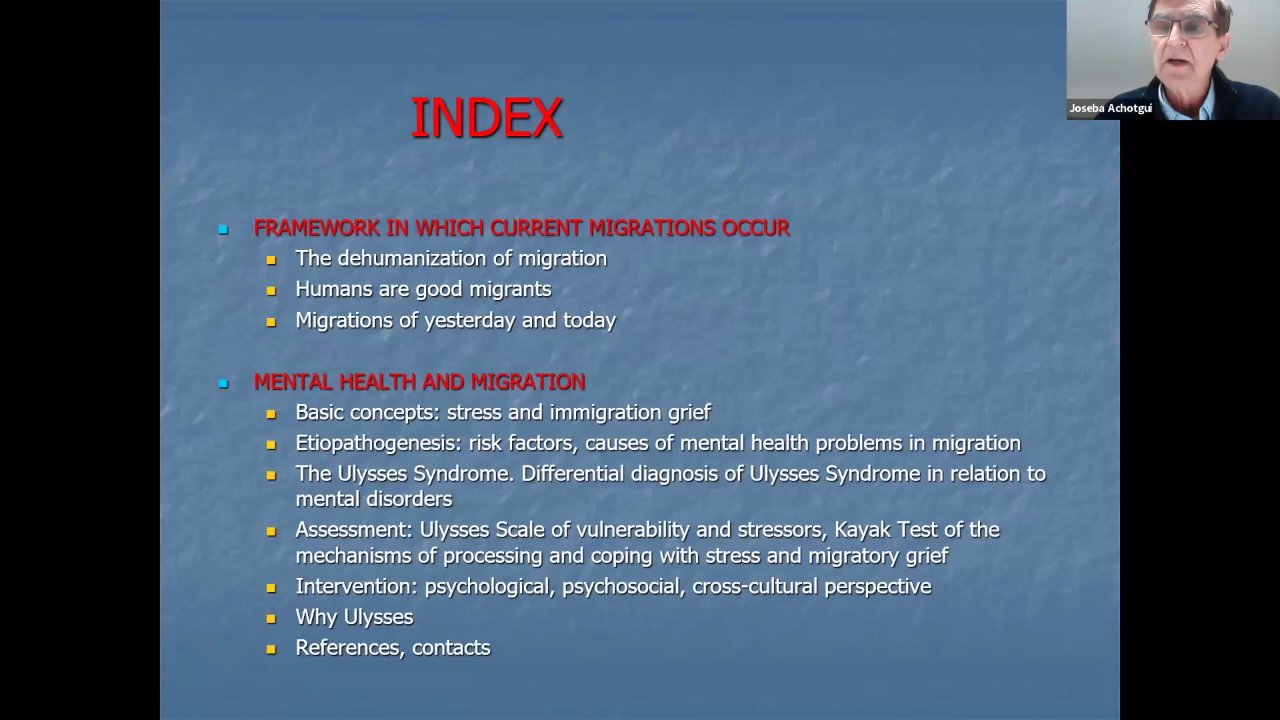 INDEX
Joseba Achotgui
FRAMEWORK IN WHICH CURRENT MIGRATIONS OCCUR
The dehumanization of migration
Humans are good migrants
Migrations of yesterday and today
MENTAL HEALTH AND MIGRATION
Basic concepts: stress and immigration grief
Etiopathogenesis: risk factors, causes of mental health problems in migration
The Ulysses Syndrome. Differential diagnosis of Ulysses Syndrome in relation to
mental disorders
Assessment: Ulysses Scale of vulnerability and stressors, Kayak Test of the
mechanisms of processing and coping with stress and migratory grief
Intervention: psychological, psychosocial, cross-cultural perspective
Why Ulysses
References, contacts